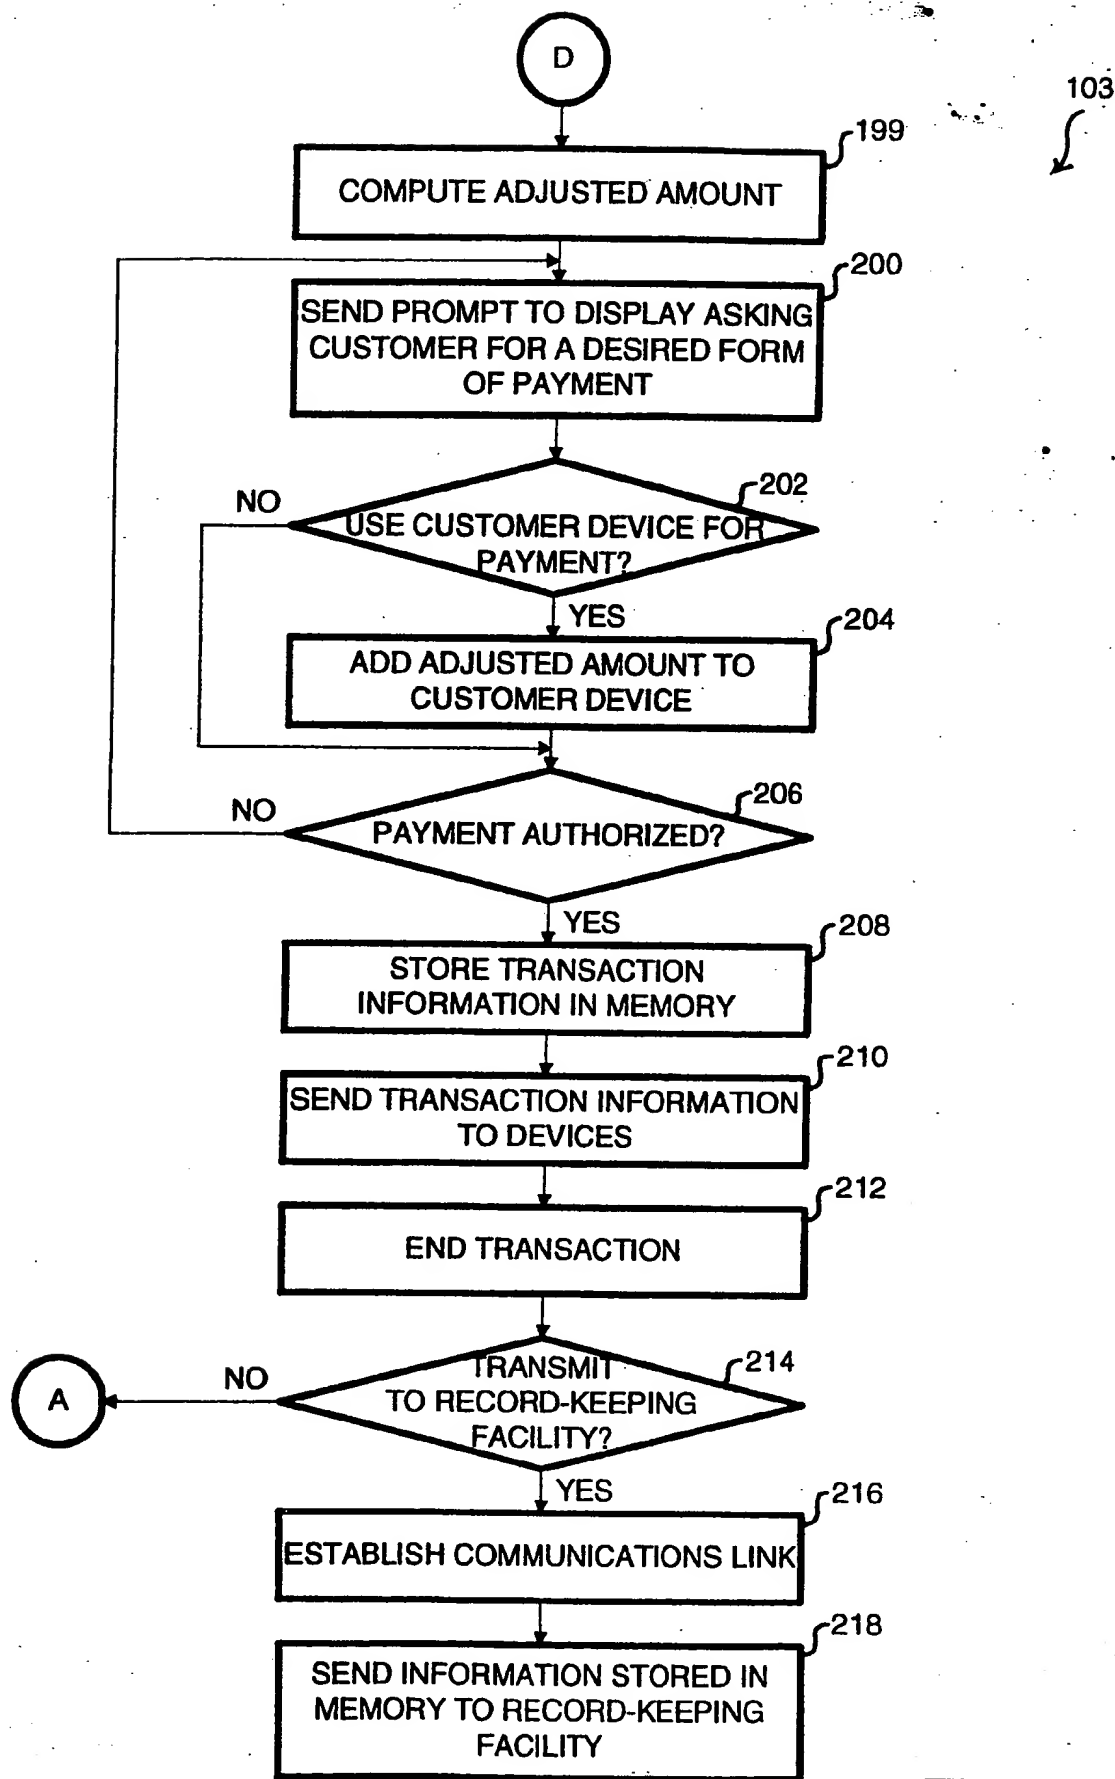 D
103
199
COMPUTE ADJUSTED AMOUNT
200
SEND PROMPT TO DISPLAY ASKING
CUSTOMER FOR A DESIRED FORM
OF PAYMENT
NO
202
USE CUSTOMER DEVICE FOR
PAYMENT?
YES
204
ADD ADJUSTED AMOUNT TO
CUSTOMER DEVICE
NO
206
PAYMENT AUTHORIZED?
YES
208
STORE TRANSACTION
INFORMATION IN MEMORY
210
SEND TRANSACTION INFORMATION
TO DEVICES
212
END TRANSACTION
A
NO
214
TRANSMIT
TO RECORD-KEEPING
FACILITY?
YES
216
ESTABLISH COMMUNICATIONS LINK
218
SEND INFORMATION STORED IN
MEMORY TO RECORD-KEEPING
FACILITY